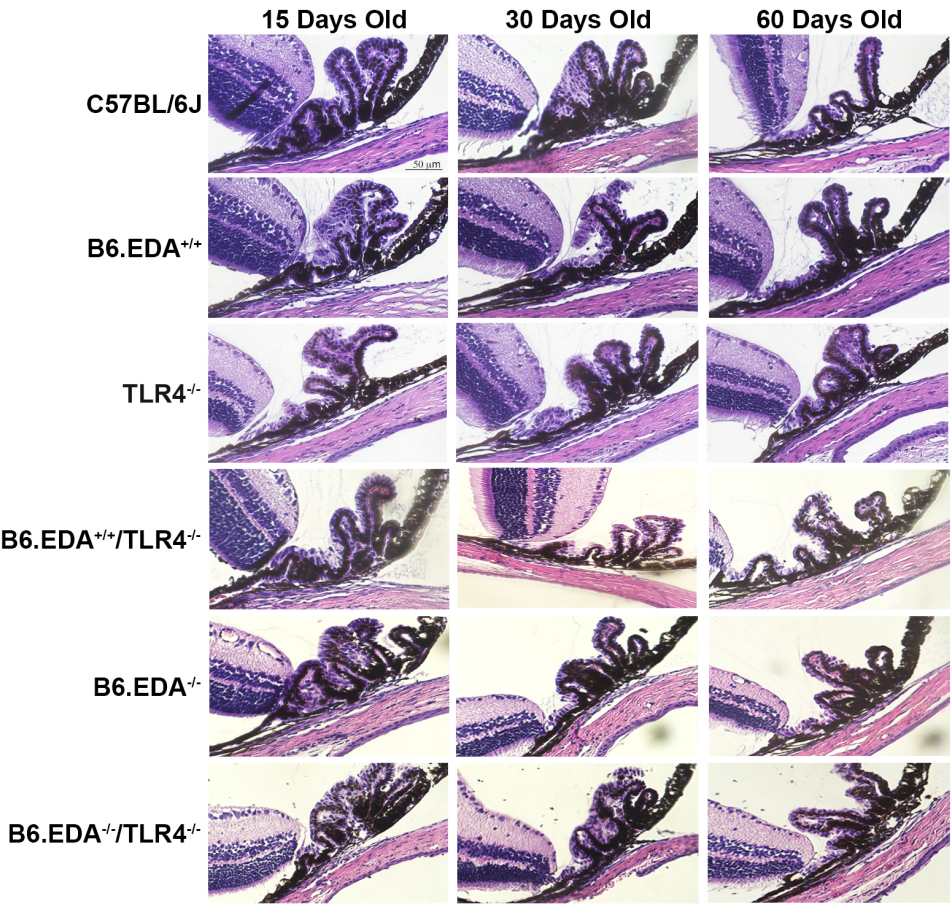 15 Days Old 30 Days Old 60 Days Old
C57BL/6J
50 µm
B6.EDA+/+
TLR4-/-
B6.EDA+/+/TLR4-/-
B6.EDA-/-
B6.EDA-/-/TLR4-/-